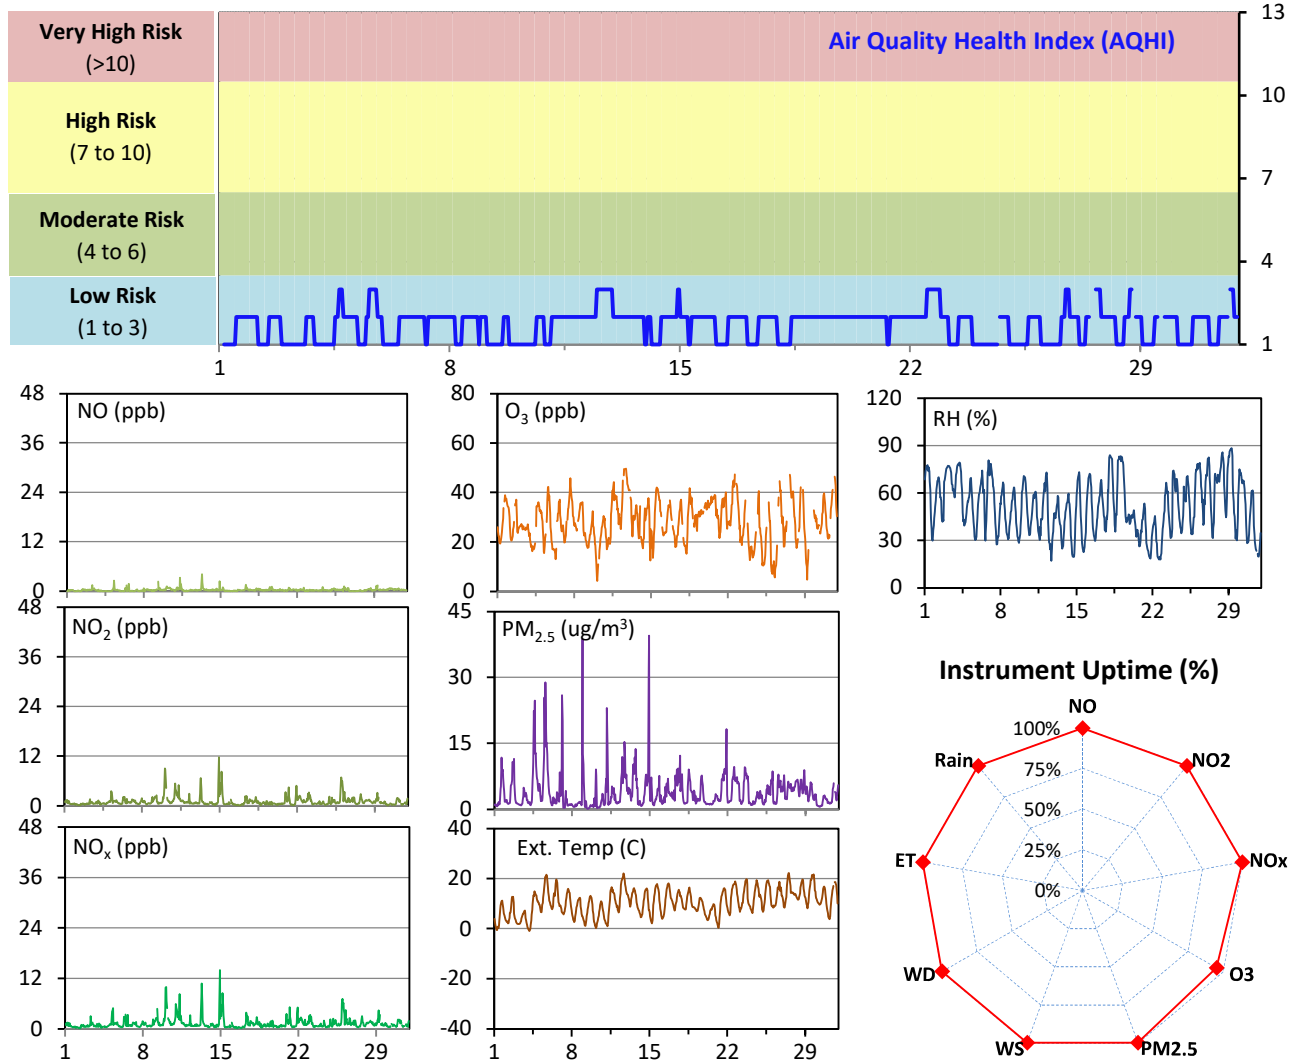 Air Quality Health Index (AQHI)
Very High Risk
(>10)
High Risk
(7 to 10)
Moderate Risk
(4 to 6)
Low Risk
(1 to 3)
13
10
7
4
1
1 8 15 22 29
NO (ppb)
48
36
24
12
0
O3 (ppb)
80
60
40
20
0
RH (%)
120
90
60
30
0
1 8 15 22 29
NO2 (ppb)
48
36
24
12
0
PM2.5 (ug/m3)
45
30
15
0
NOx (ppb)
48
36
24
12
0
1 8 15 22 29
Ext. Temp (C)
40
20
0
-20
-40
1 8 15 22 29
Instrument Uptime (%)
NO
NO2
NOx
O3
PM2.5
WS
WD
ET
Rain
100%
75%
50%
25%
0%